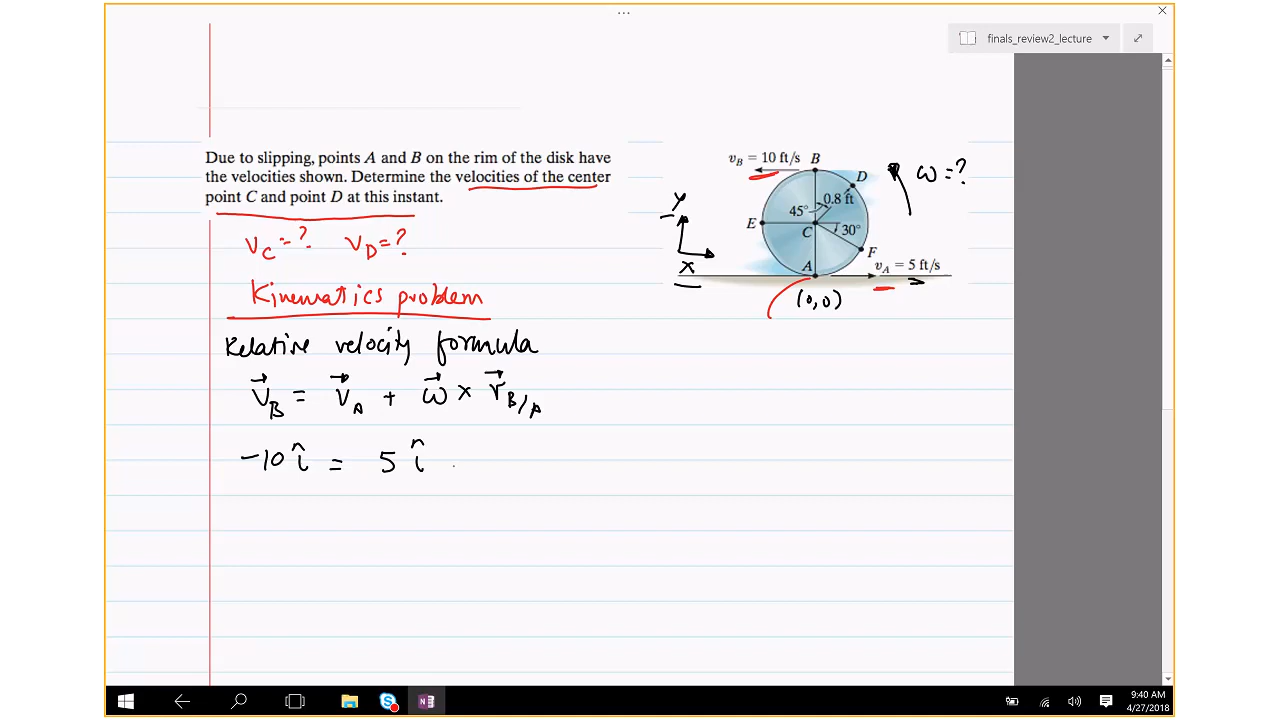 ...
finals_review2_lecture
Due to slipping, points A and B on the rim of the disk have
the velocities shown. Determine the velocities of the center
point C and point D at this instant.
v_C = ? v_D = ?
Kinematics problem
Relative velocity formula
v⃗_B = v⃗_A + ω⃗ × r⃗_B/A
-10 î = 5 î
v_B = 10 ft/s B
D
ω = ?
0.8 ft
45°
E
C
30°
F
A
v_A = 5 ft/s
(0,0)
Y
X
9:40 AM
4/27/2018